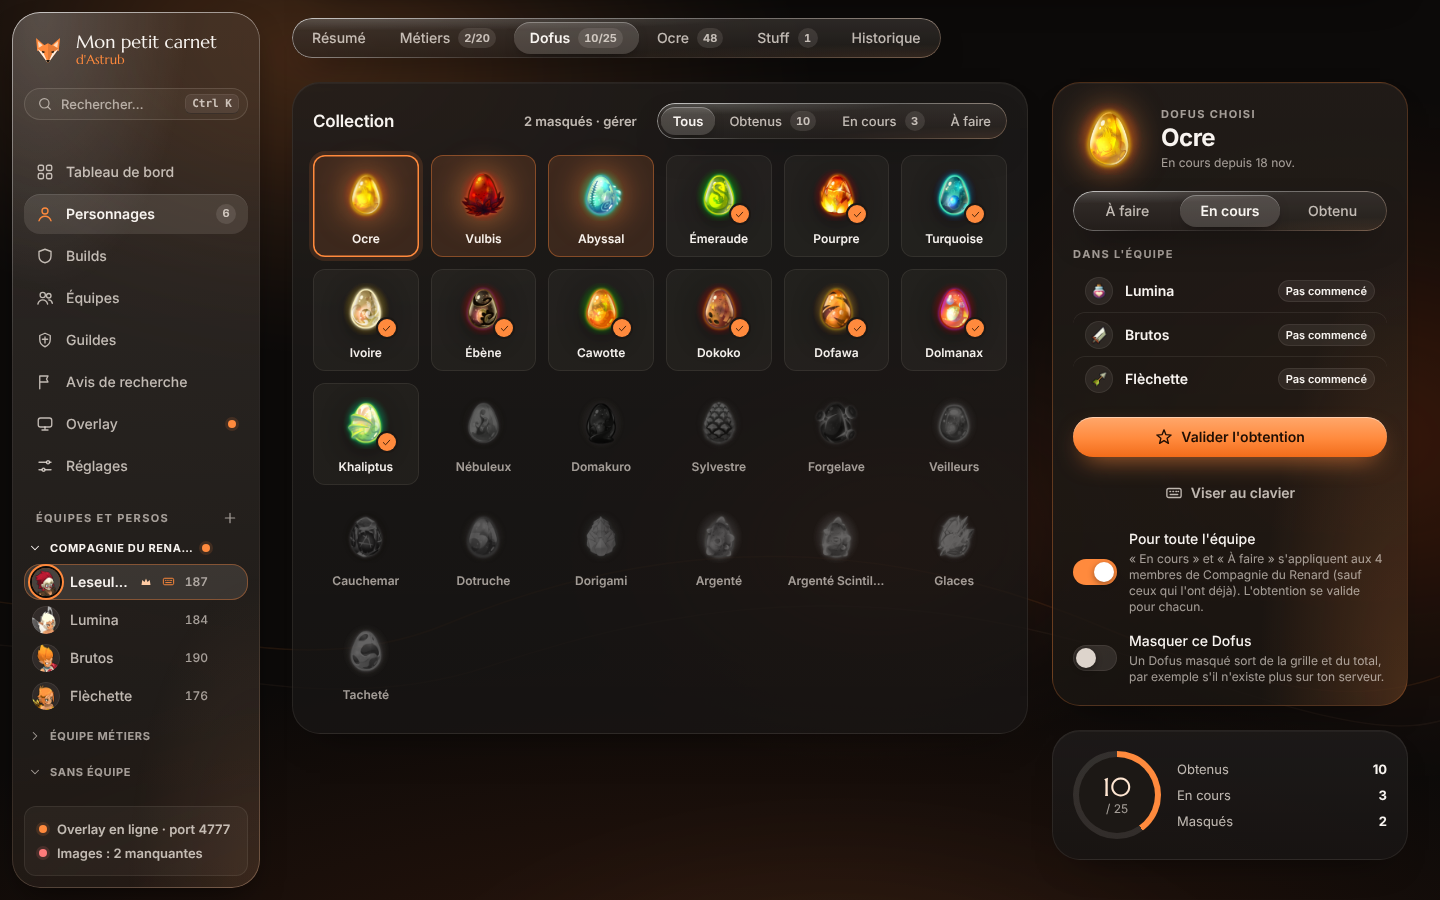 Mon petit carnet
d'Astrub
Rechercher...
Ctrl K
Tableau de bord
Personnages 6
Builds
Équipes
Guildes
Avis de recherche
Overlay
Réglages
ÉQUIPES ET PERSOS
COMPAGNIE DU RENA...
Leseul... 187
Lumina 184
Brutos 190
Flèchette 176
ÉQUIPE MÉTIERS
SANS ÉQUIPE
Overlay en ligne · port 4777
Images : 2 manquantes
Résumé Métiers 2/20 Dofus 10/25 Ocre 48 Stuff 1 Historique
Collection 2 masqués · gérer Tous Obtenus 10 En cours 3 À faire
Ocre Vulbis Abyssal Émeraude Pourpre Turquoise
Ivoire Ébène Cawotte Dokoko Dofawa Dolmanax
Khaliptus Nébuleux Domakuro Sylvestre Forgelave Veilleurs
Cauchemar Dotruche Dorigami Argenté Argenté Scintil... Glaces
Tacheté
DOFUS CHOISI
Ocre
En cours depuis 18 nov.
À faire En cours Obtenu
DANS L'ÉQUIPE
Lumina Pas commencé
Brutos Pas commencé
Flèchette Pas commencé
Valider l'obtention
Viser au clavier
Pour toute l'équipe
« En cours » et « À faire » s'appliquent aux 4
membres de Compagnie du Renard (sauf
ceux qui l'ont déjà). L'obtention se valide
pour chacun.
Masquer ce Dofus
Un Dofus masqué sort de la grille et du total,
par exemple s'il n'existe plus sur ton serveur.
10
/ 25
Obtenus 10
En cours 3
Masqués 2